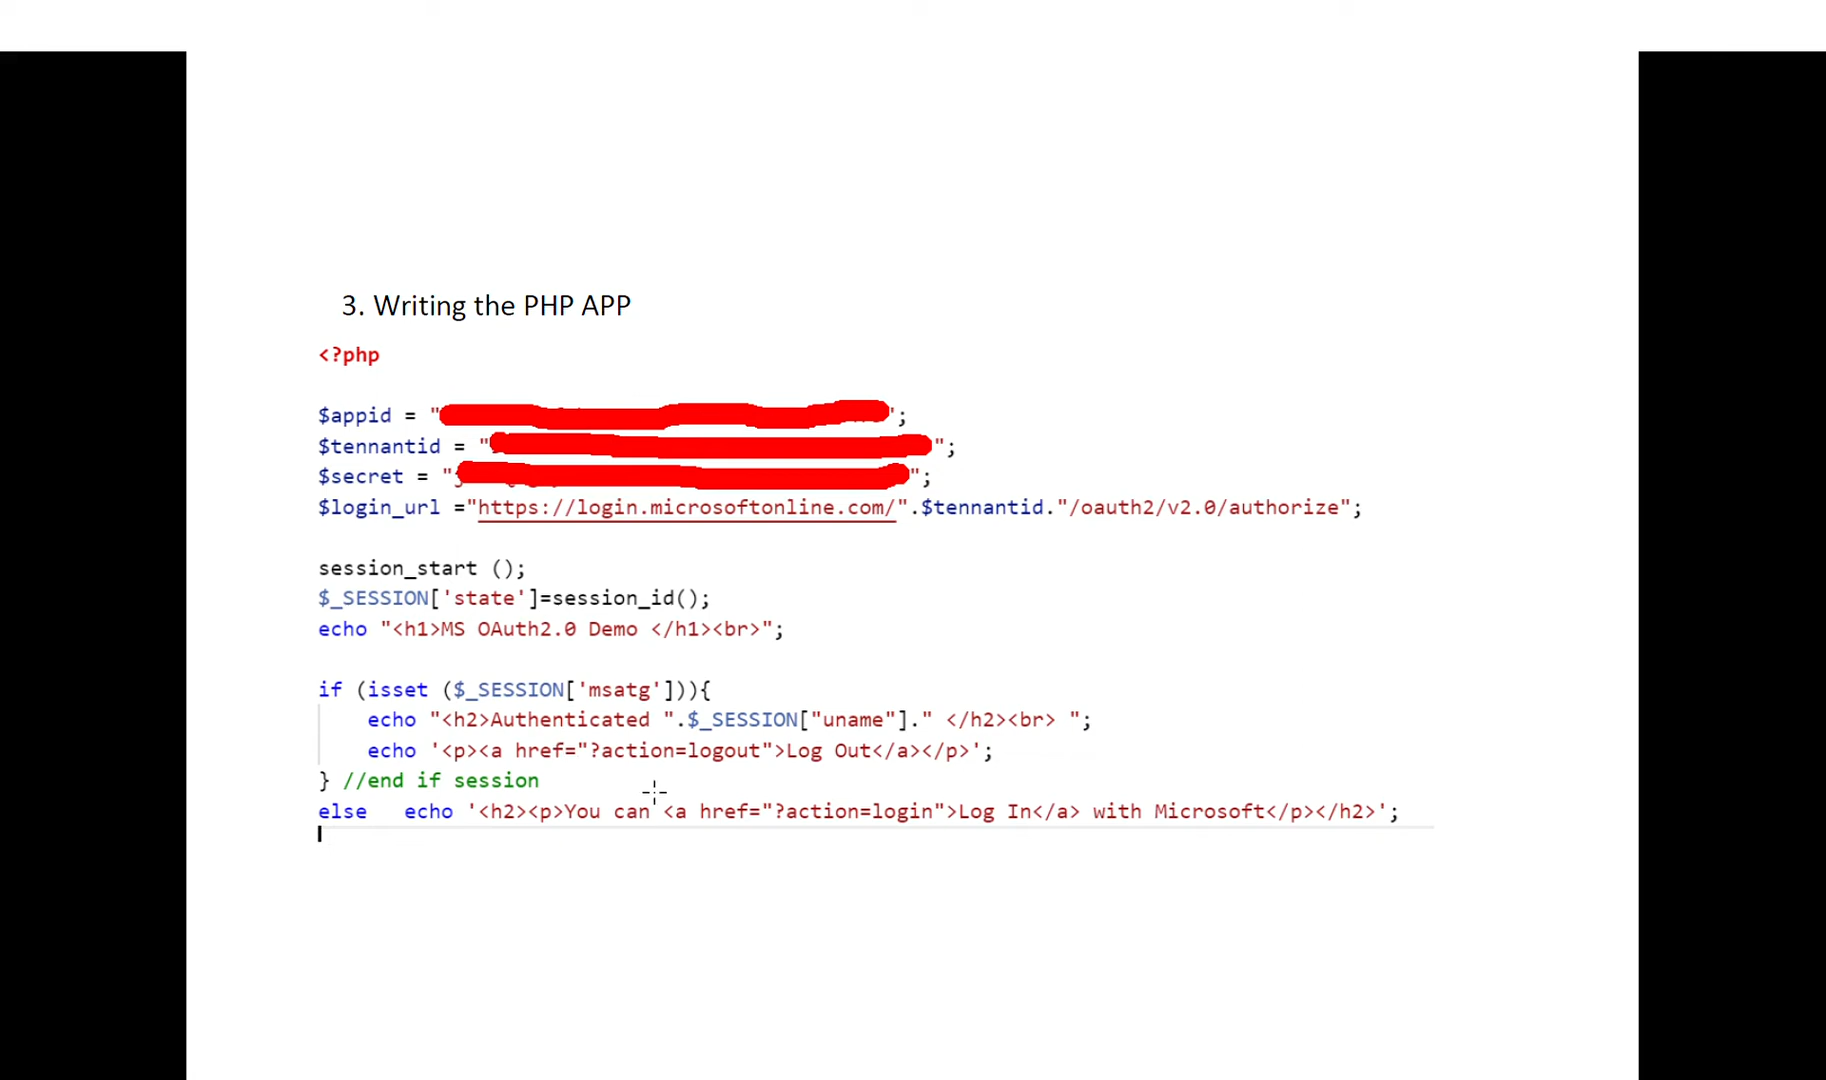 3. Writing the PHP APP
<?php
$appid = "";
$tennantid = "";
$secret = "";
$login_url ="https://login.microsoftonline.com/".$tennantid."/oauth2/v2.0/authorize";
session_start ();
$_SESSION['state']=session_id();
echo "<h1>MS OAuth2.0 Demo </h1><br>";
if (isset ($_SESSION['msatg'])){
echo "<h2>Authenticated ".$_SESSION["uname"]." </h2><br> ";
echo '<p><a href="?action=logout">Log Out</a></p>';
} //end if session
else   echo '<h2><p>You can <a href="?action=login">Log In</a> with Microsoft</p></h2>';